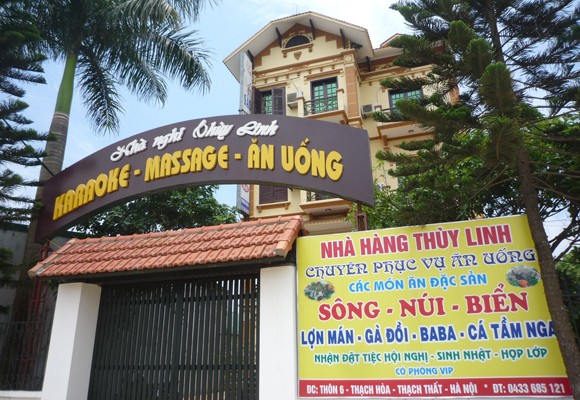 Nhà nghỉ Thùy Linh
KARAOKE - MASSAGE - ĂN UỐNG
NHÀ HÀNG THÙY LINH
CHUYÊN PHỤC VỤ ĂN UỐNG
CÁC MÓN ĂN ĐẶC SẢN
SÔNG - NÚI - BIỂN
LỢN MÁN - GÀ ĐỒI - BABA - CÁ TẦM NGA
NHẬN ĐẶT TIỆC HỘI NGHỊ - SINH NHẬT - HỌP LỚP
CÓ PHÒNG VIP
ĐC: THÔN 6 - THẠCH HÒA - THẠCH THẤT - HÀ NỘI * ĐT: 0433 685 121